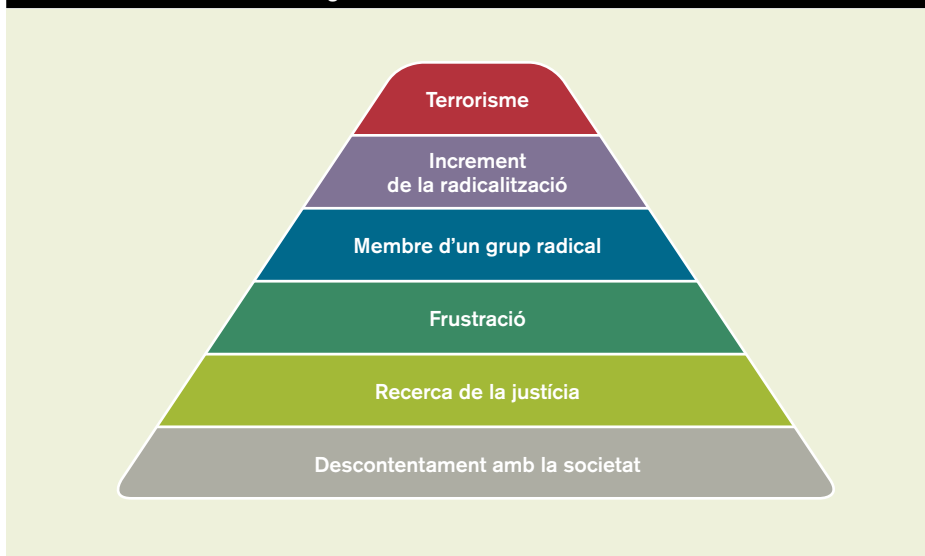 Terrorisme
Increment
de la radicalització
Membre d'un grup radical
Frustració
Recerca de la justícia
Descontentament amb la societat